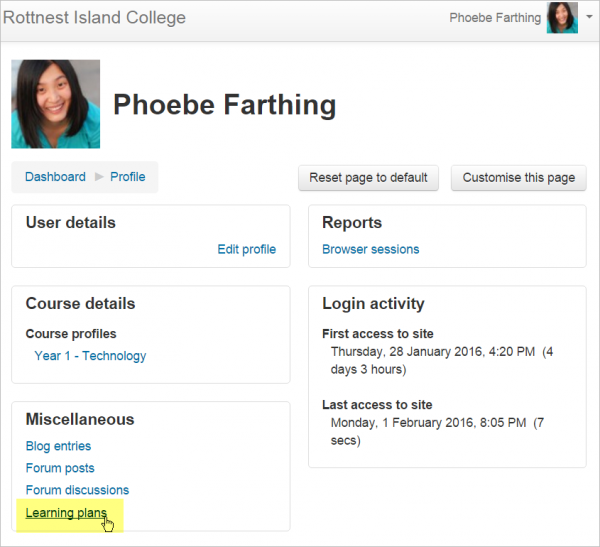 Rottnest Island College
Phoebe Farthing
Phoebe Farthing
Dashboard
Profile
Reset page to default
Customise this page
User details
Edit profile
Reports
Browser sessions
Course details
Course profiles
Year 1 - Technology
Login activity
First access to site
Thursday, 28 January 2016, 4:20 PM  (4
days 3 hours)
Last access to site
Monday, 1 February 2016, 8:05 PM  (7
secs)
Miscellaneous
Blog entries
Forum posts
Forum discussions
Learning plans